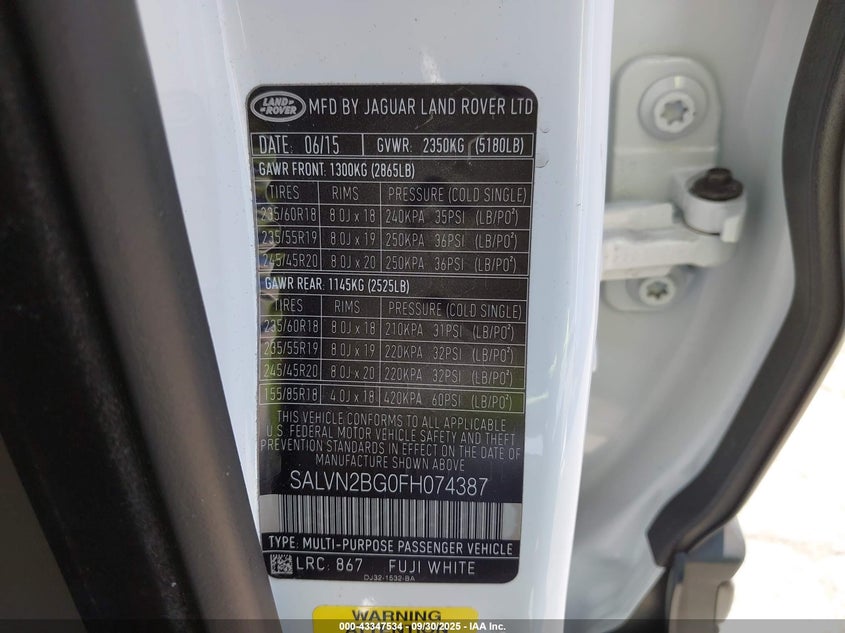 LAND ROVER
MFD BY JAGUAR LAND ROVER LTD
DATE: 06/15 GVWR: 2350KG (5180LB)
GAWR FRONT: 1300KG (2865LB)
TIRES RIMS PRESSURE (COLD SINGLE)
235/60R18 8.0J x 18 240KPA 35PSI (LB/PO²)
235/55R19 8.0J x 19 250KPA 36PSI (LB/PO²)
245/45R20 8.0J x 20 250KPA 36PSI (LB/PO²)
GAWR REAR: 1145KG (2525LB)
TIRES RIMS PRESSURE (COLD SINGLE)
235/60R18 8.0J x 18 210KPA 31PSI (LB/PO²)
235/55R19 8.0J x 19 220KPA 32PSI (LB/PO²)
245/45R20 8.0J x 20 220KPA 32PSI (LB/PO²)
155/85R18 4.0J x 18 420KPA 60PSI (LB/PO²)
THIS VEHICLE CONFORMS TO ALL APPLICABLE
U.S. FEDERAL MOTOR VEHICLE SAFETY AND THEFT
PREVENTION STANDARDS IN EFFECT ON THE DATE OF
MANUFACTURE SHOWN ABOVE
SALVN2BG0FH074387
TYPE: MULTI-PURPOSE PASSENGER VEHICLE
LRC: 867 FUJI WHITE
DJ32-1532-BA
WARNING
ATTENTION
© 43347534 - 09/30/2025 - IAA Inc.